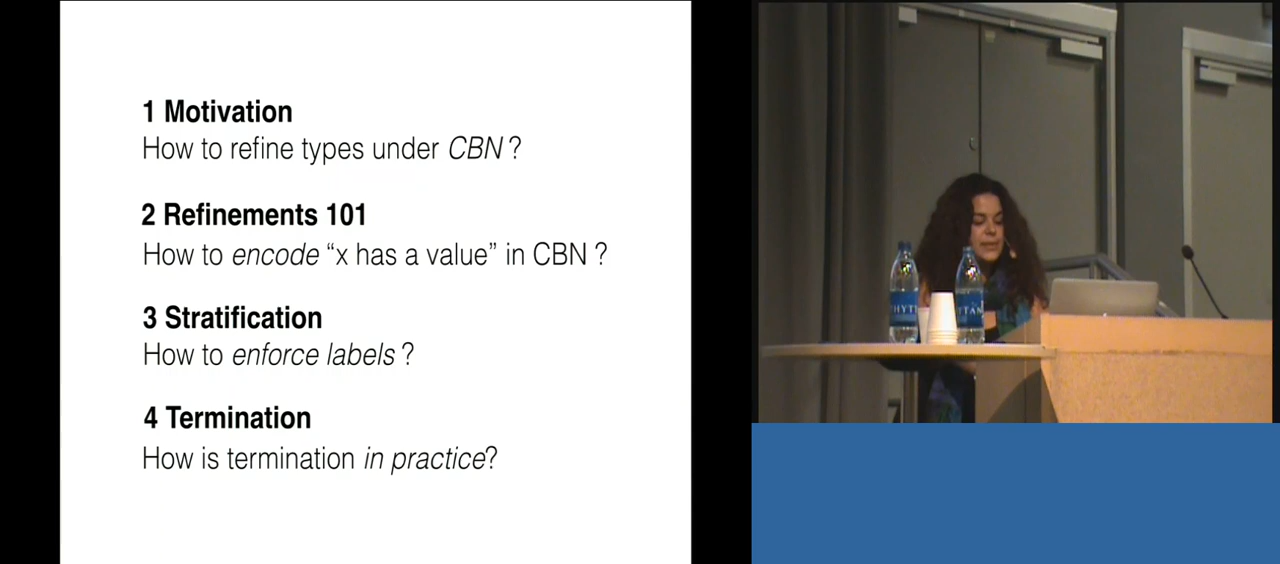 1 Motivation
How to refine types under CBN ?
2 Refinements 101
How to encode “x has a value” in CBN ?
3 Stratification
How to enforce labels ?
4 Termination
How is termination in practice?